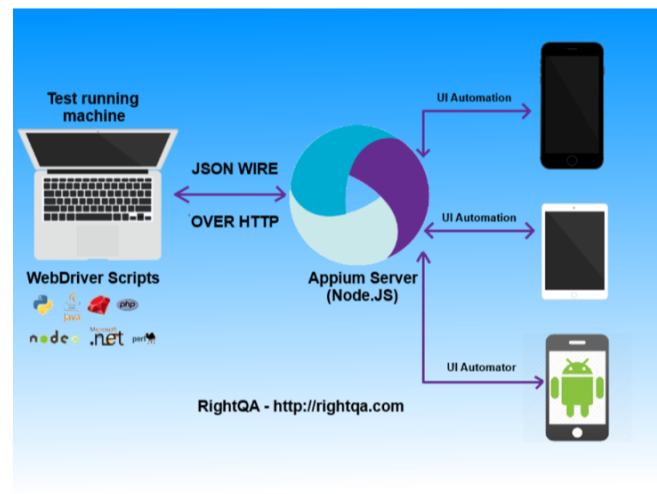 Test running
machine
JSON WIRE
OVER HTTP
WebDriver Scripts
java
php
node
Microsoft
.net
perl
Appium Server
(Node.JS)
UI Automation
UI Automation
UI Automator
RightQA - http://rightqa.com